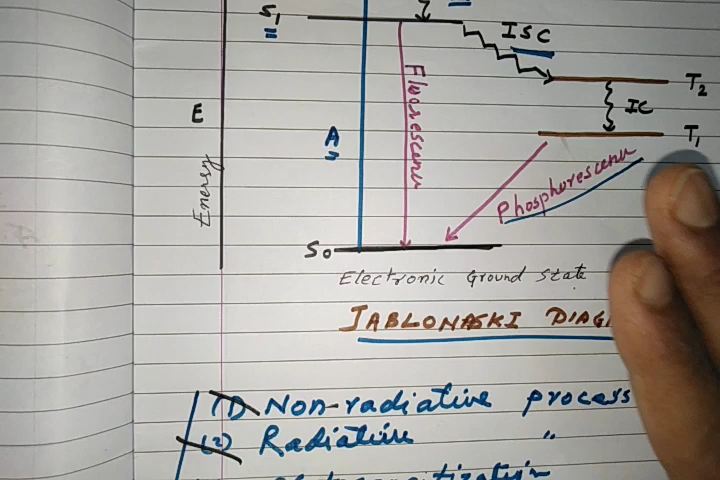 S1
ISC
T2
IC
T1
E
Energy
A
Fluorescence
Phosphorescence
S0
Electronic Ground State
JABLONASKI DIAG
(1) Non-radiative process
(2) Radiative "